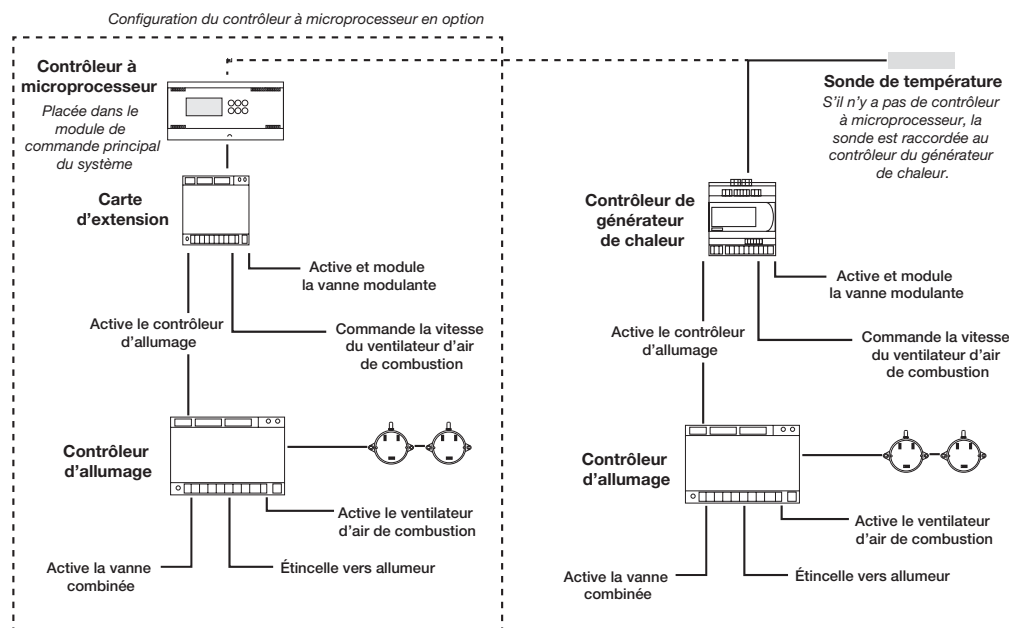 Configuration du contrôleur à microprocesseur en option
Contrôleur à
microprocesseur
Placée dans le
module de
commande principal
du système
Carte
d'extension
Active et module
la vanne modulante
Active le contrôleur
d'allumage
Commande la vitesse
du ventilateur d'air
de combustion
Contrôleur
d'allumage
Active le ventilateur
d'air de combustion
Active la vanne
combinée
Étincelle vers allumeur
Sonde de température
S'il n'y a pas de contrôleur
à microprocesseur, la
sonde est raccordée au
contrôleur du générateur
de chaleur.
Contrôleur de
générateur
de chaleur
Active et module
la vanne modulante
Active le contrôleur
d'allumage
Commande la vitesse
du ventilateur d'air
de combustion
Contrôleur
d'allumage
Active le ventilateur
d'air de combustion
Active la vanne
combinée
Étincelle vers allumeur